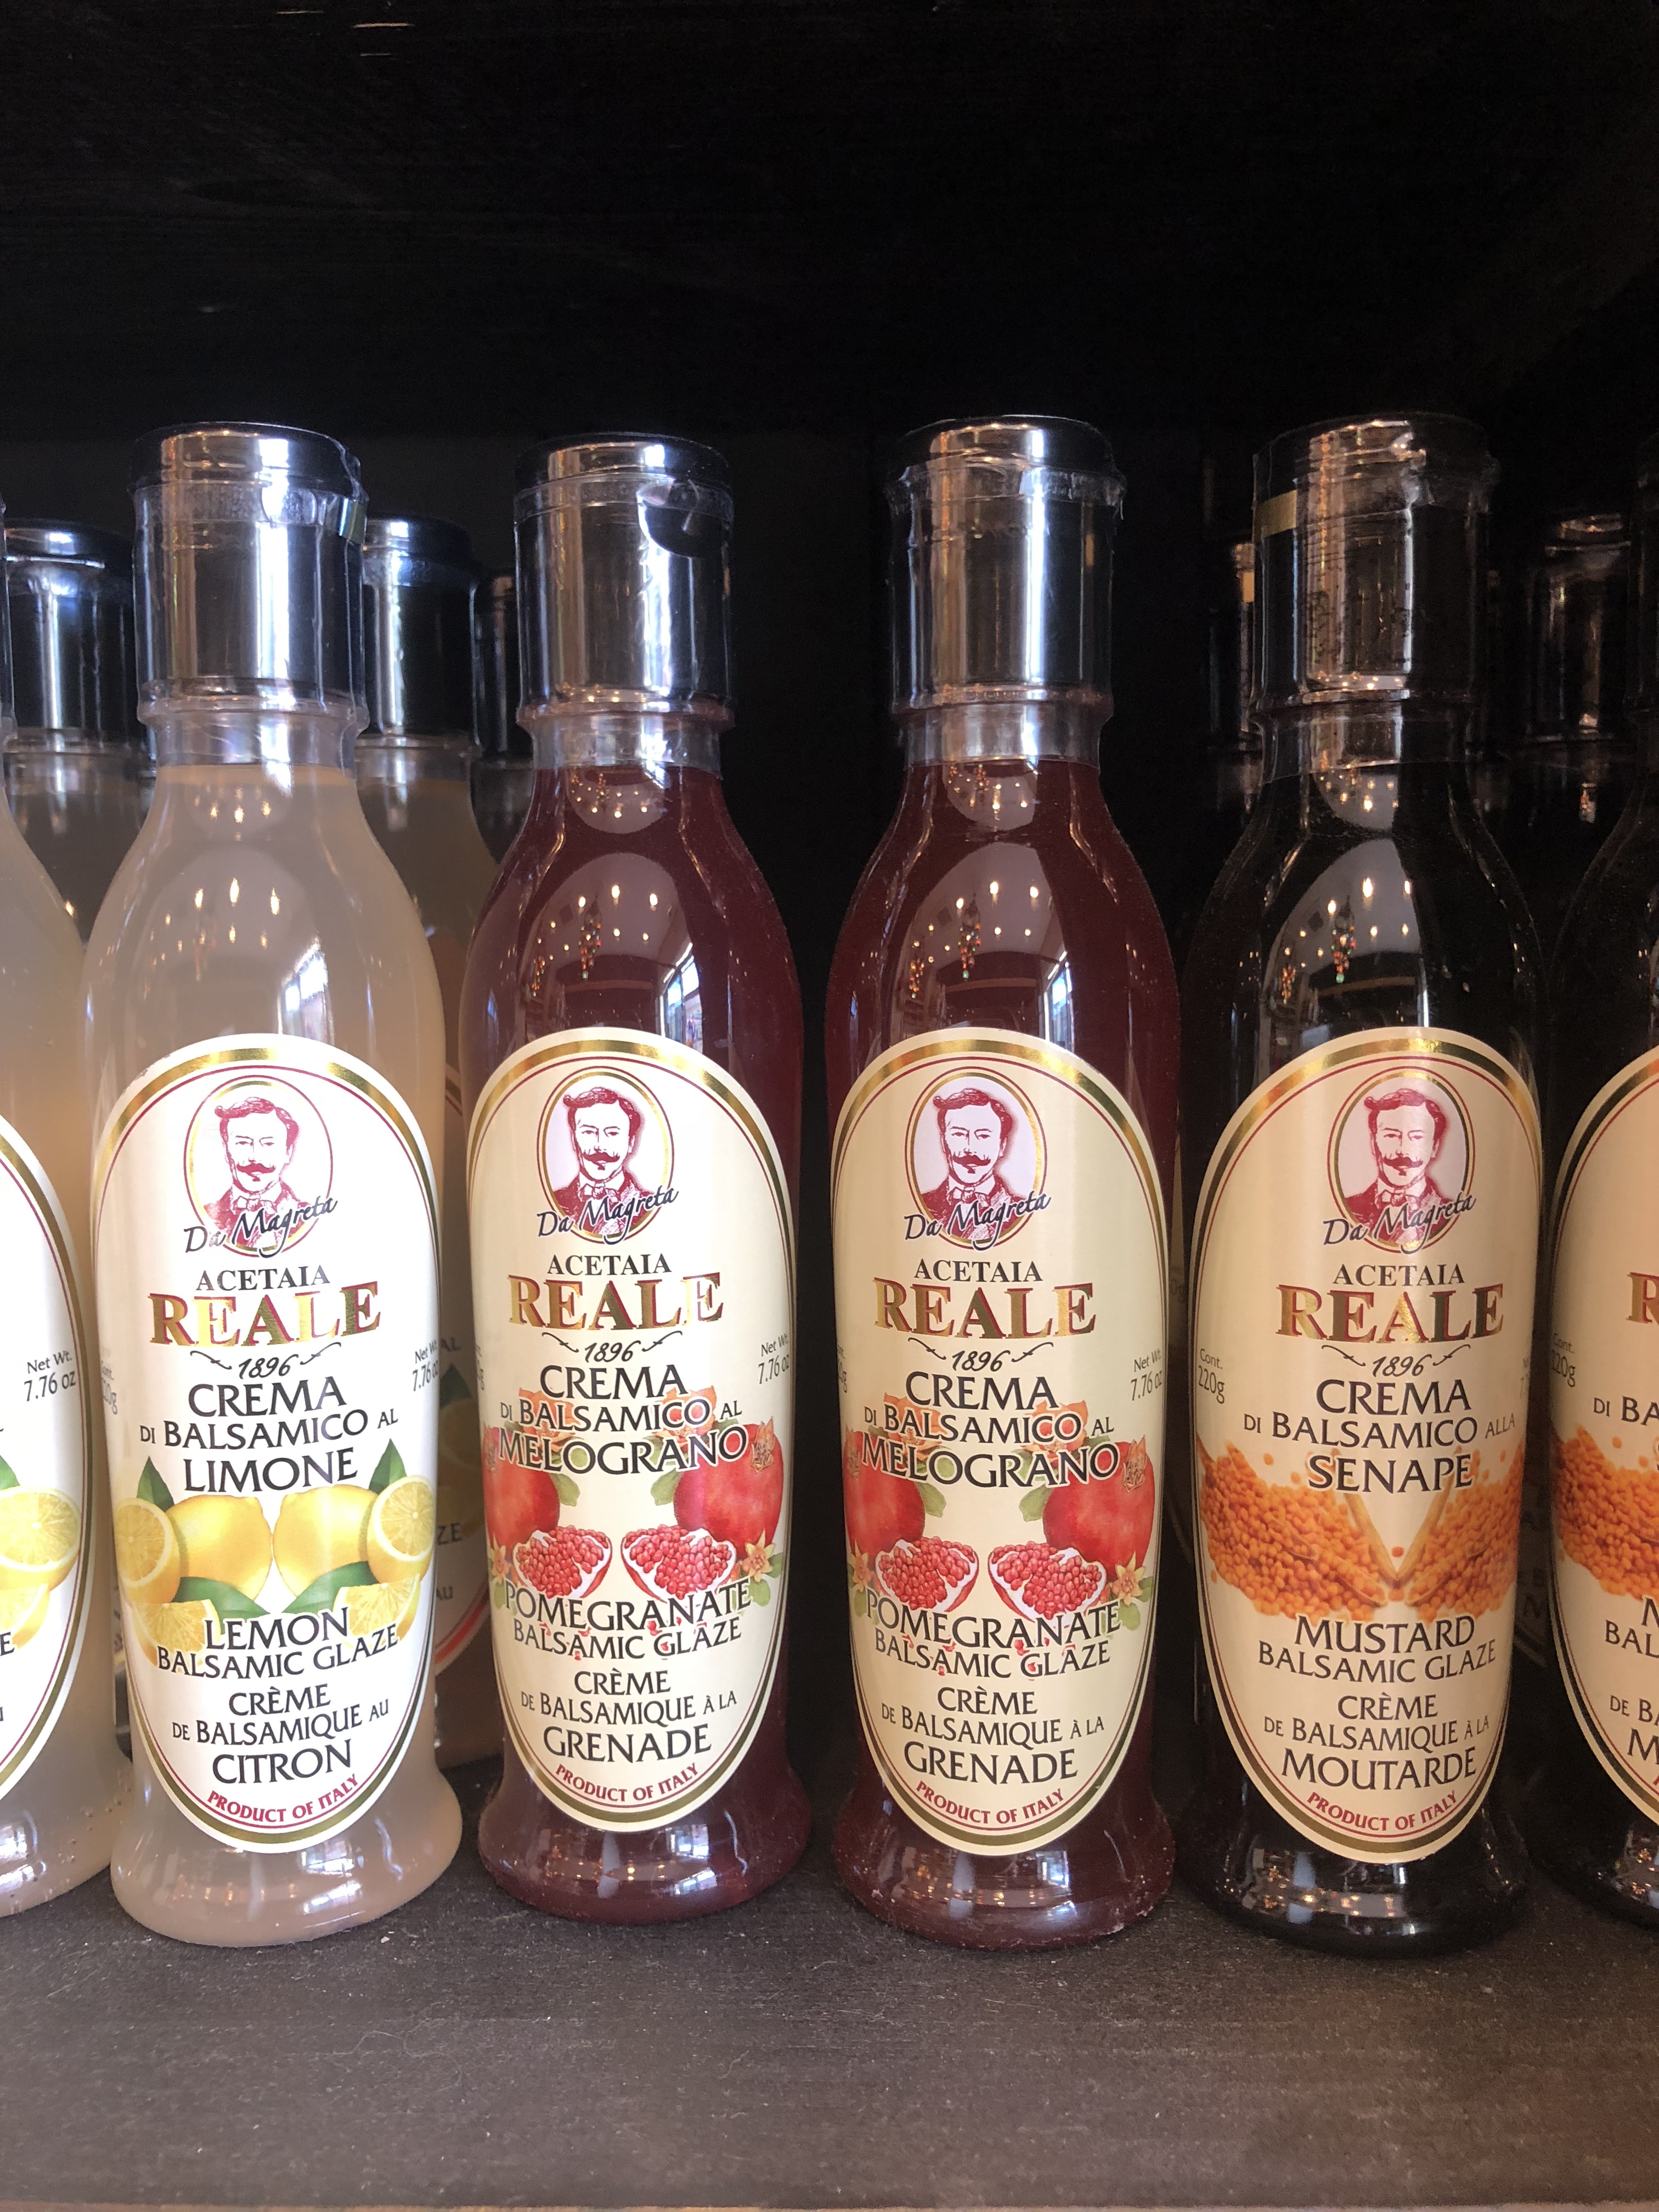 Net Wt.
7.76 oz
Da Magreta
ACETAIA
REALE
1896
CREMA
DI BALSAMICO AL
LIMONE
Net Wt.
7.76 oz
LEMON
BALSAMIC GLAZE
CRÈME
DE BALSAMIQUE AU
CITRON
PRODUCT OF ITALY
Da Magreta
ACETAIA
REALE
1896
CREMA
DI BALSAMICO AL
MELOGRANO
Net Wt.
7.76 oz
POMEGRANATE
BALSAMIC GLAZE
CRÈME
DE BALSAMIQUE À LA
GRENADE
PRODUCT OF ITALY
Da Magreta
ACETAIA
REALE
1896
CREMA
DI BALSAMICO AL
MELOGRANO
Net Wt.
7.76 oz
POMEGRANATE
BALSAMIC GLAZE
CRÈME
DE BALSAMIQUE À LA
GRENADE
PRODUCT OF ITALY
Da Magreta
ACETAIA
REALE
1896
Cont.
220g
CREMA
DI BALSAMICO ALLA
SENAPE
MUSTARD
BALSAMIC GLAZE
CRÈME
DE BALSAMIQUE À LA
MOUTARDE
PRODUCT OF ITALY